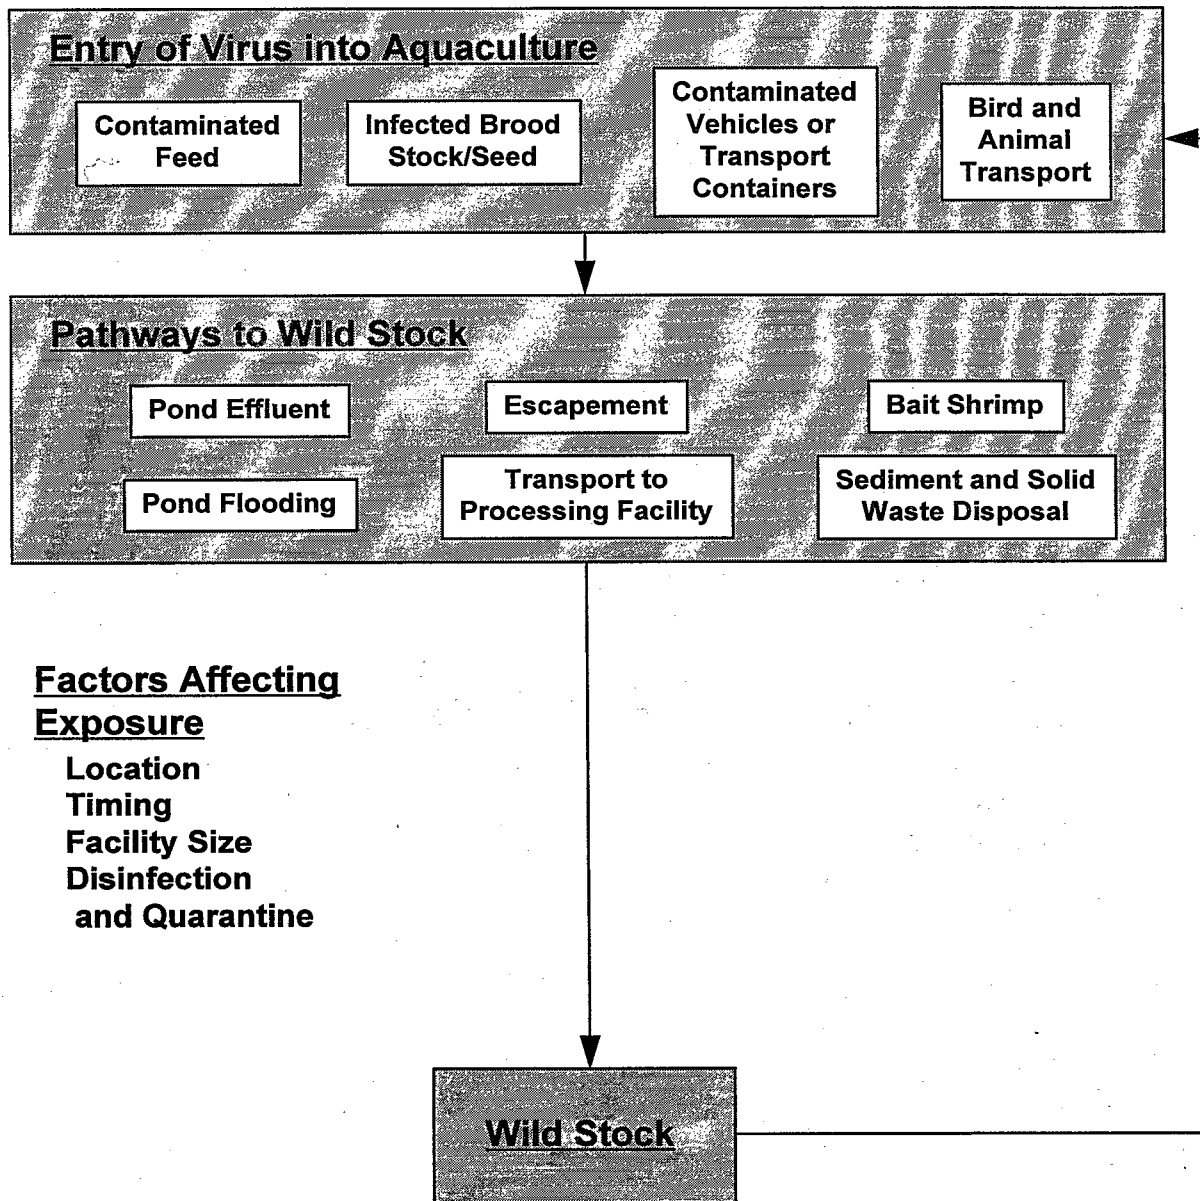 Entry of Virus into Aquaculture
Contaminated
Feed
Infected Brood
Stock/Seed
Contaminated
Vehicles or
Transport
Containers
Bird and
Animal
Transport
Pathways to Wild Stock
Pond Effluent
Escapement
Bait Shrimp
Pond Flooding
Transport to
Processing Facility
Sediment and Solid
Waste Disposal
Factors Affecting
Exposure
Location
Timing
Facility Size
Disinfection
and Quarantine
Wild Stock